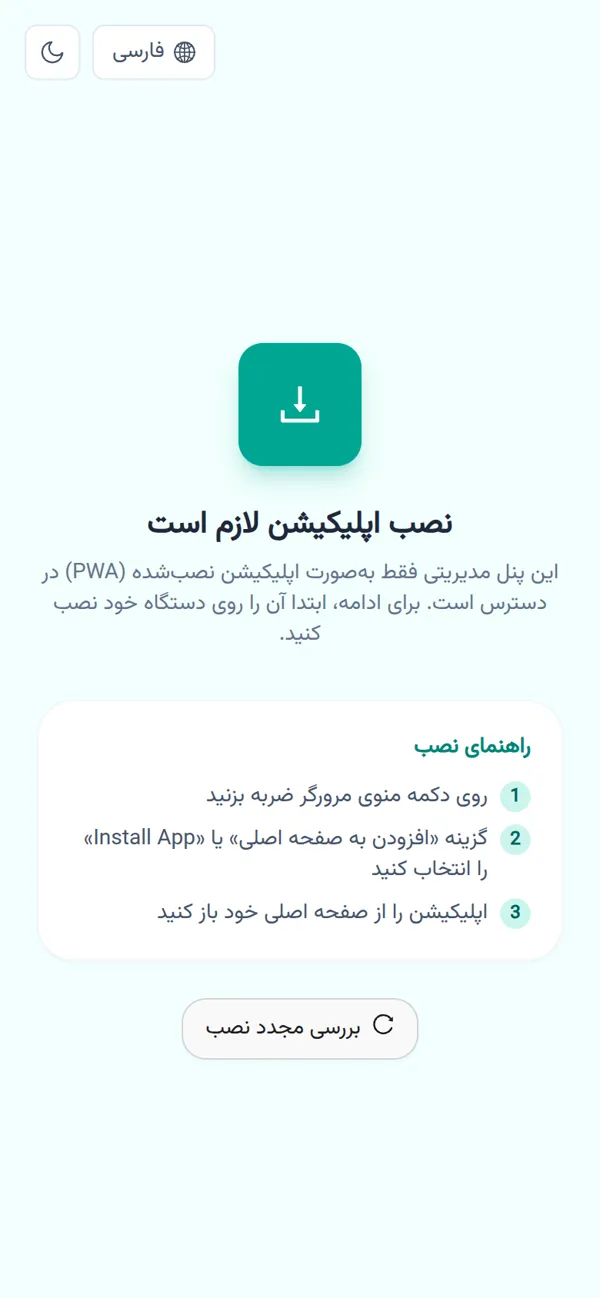 فارسی
نصب اپلیکیشن لازم است
این پنل مدیریتی فقط به‌صورت اپلیکیشن نصب‌شده (PWA) در
دسترس است. برای ادامه، ابتدا آن را روی دستگاه خود نصب
کنید.
راهنمای نصب
1 روی دکمه منوی مرورگر ضربه بزنید
2 گزینه «افزودن به صفحه اصلی» یا «Install App»
را انتخاب کنید
3 اپلیکیشن را از صفحه اصلی خود باز کنید
بررسی مجدد نصب